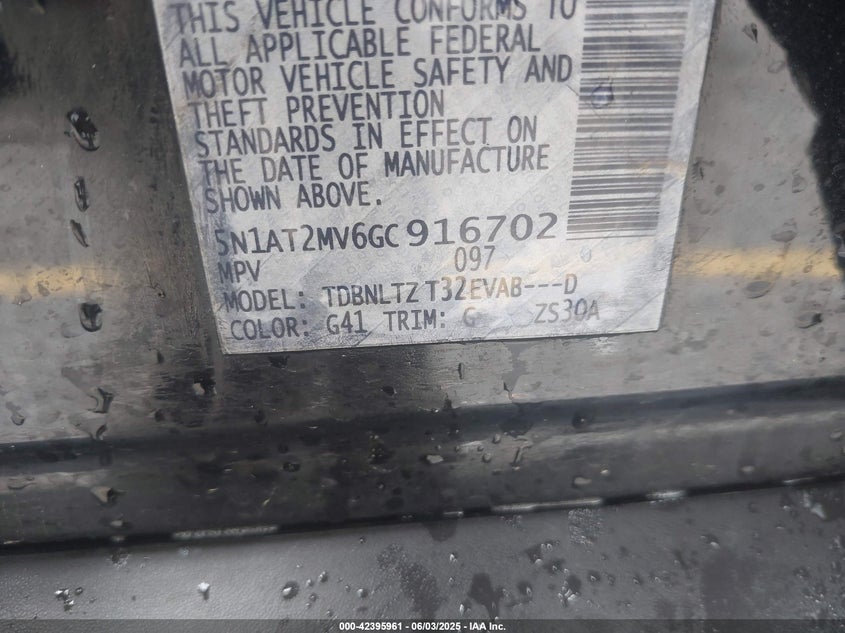 THIS VEHICLE CONFORMS TO
ALL APPLICABLE FEDERAL
MOTOR VEHICLE SAFETY AND
THEFT PREVENTION
STANDARDS IN EFFECT ON
THE DATE OF MANUFACTURE
SHOWN ABOVE.
5N1AT2MV6GC916702
MPV 097
MODEL: TDBNLTZ T32EVAB---D
COLOR: G41 TRIM: G ZS30A
000-42395961 - 06/03/2025 - IAA Inc.